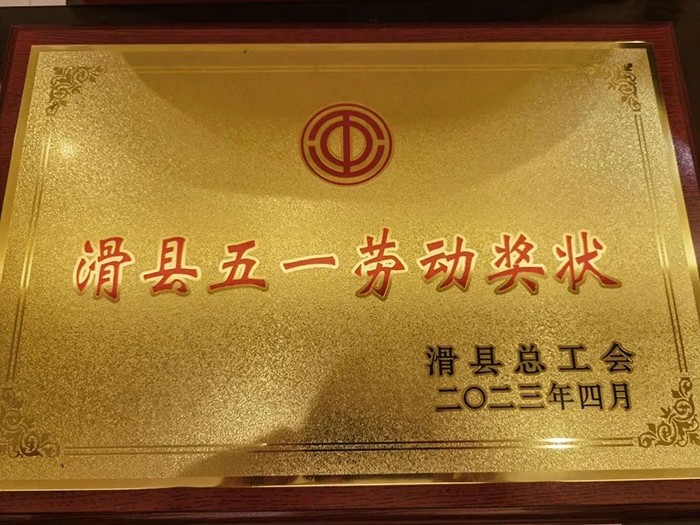 滑县五一劳动奖状
滑县总工会
二〇二三年四月